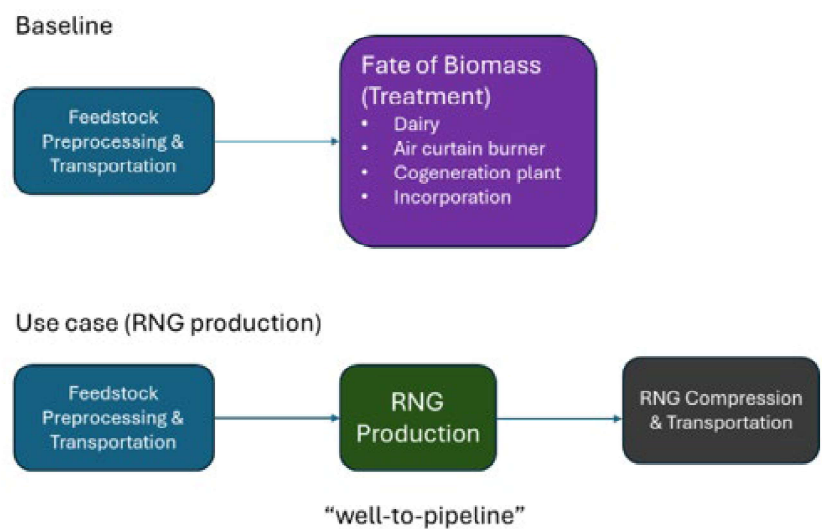 Baseline
Feedstock
Preprocessing &
Transportation
Fate of Biomass
(Treatment)
• Dairy
• Air curtain burner
• Cogeneration plant
• Incorporation
Use case (RNG production)
Feedstock
Preprocessing &
Transportation
RNG
Production
RNG Compression
& Transportation
“well-to-pipeline”